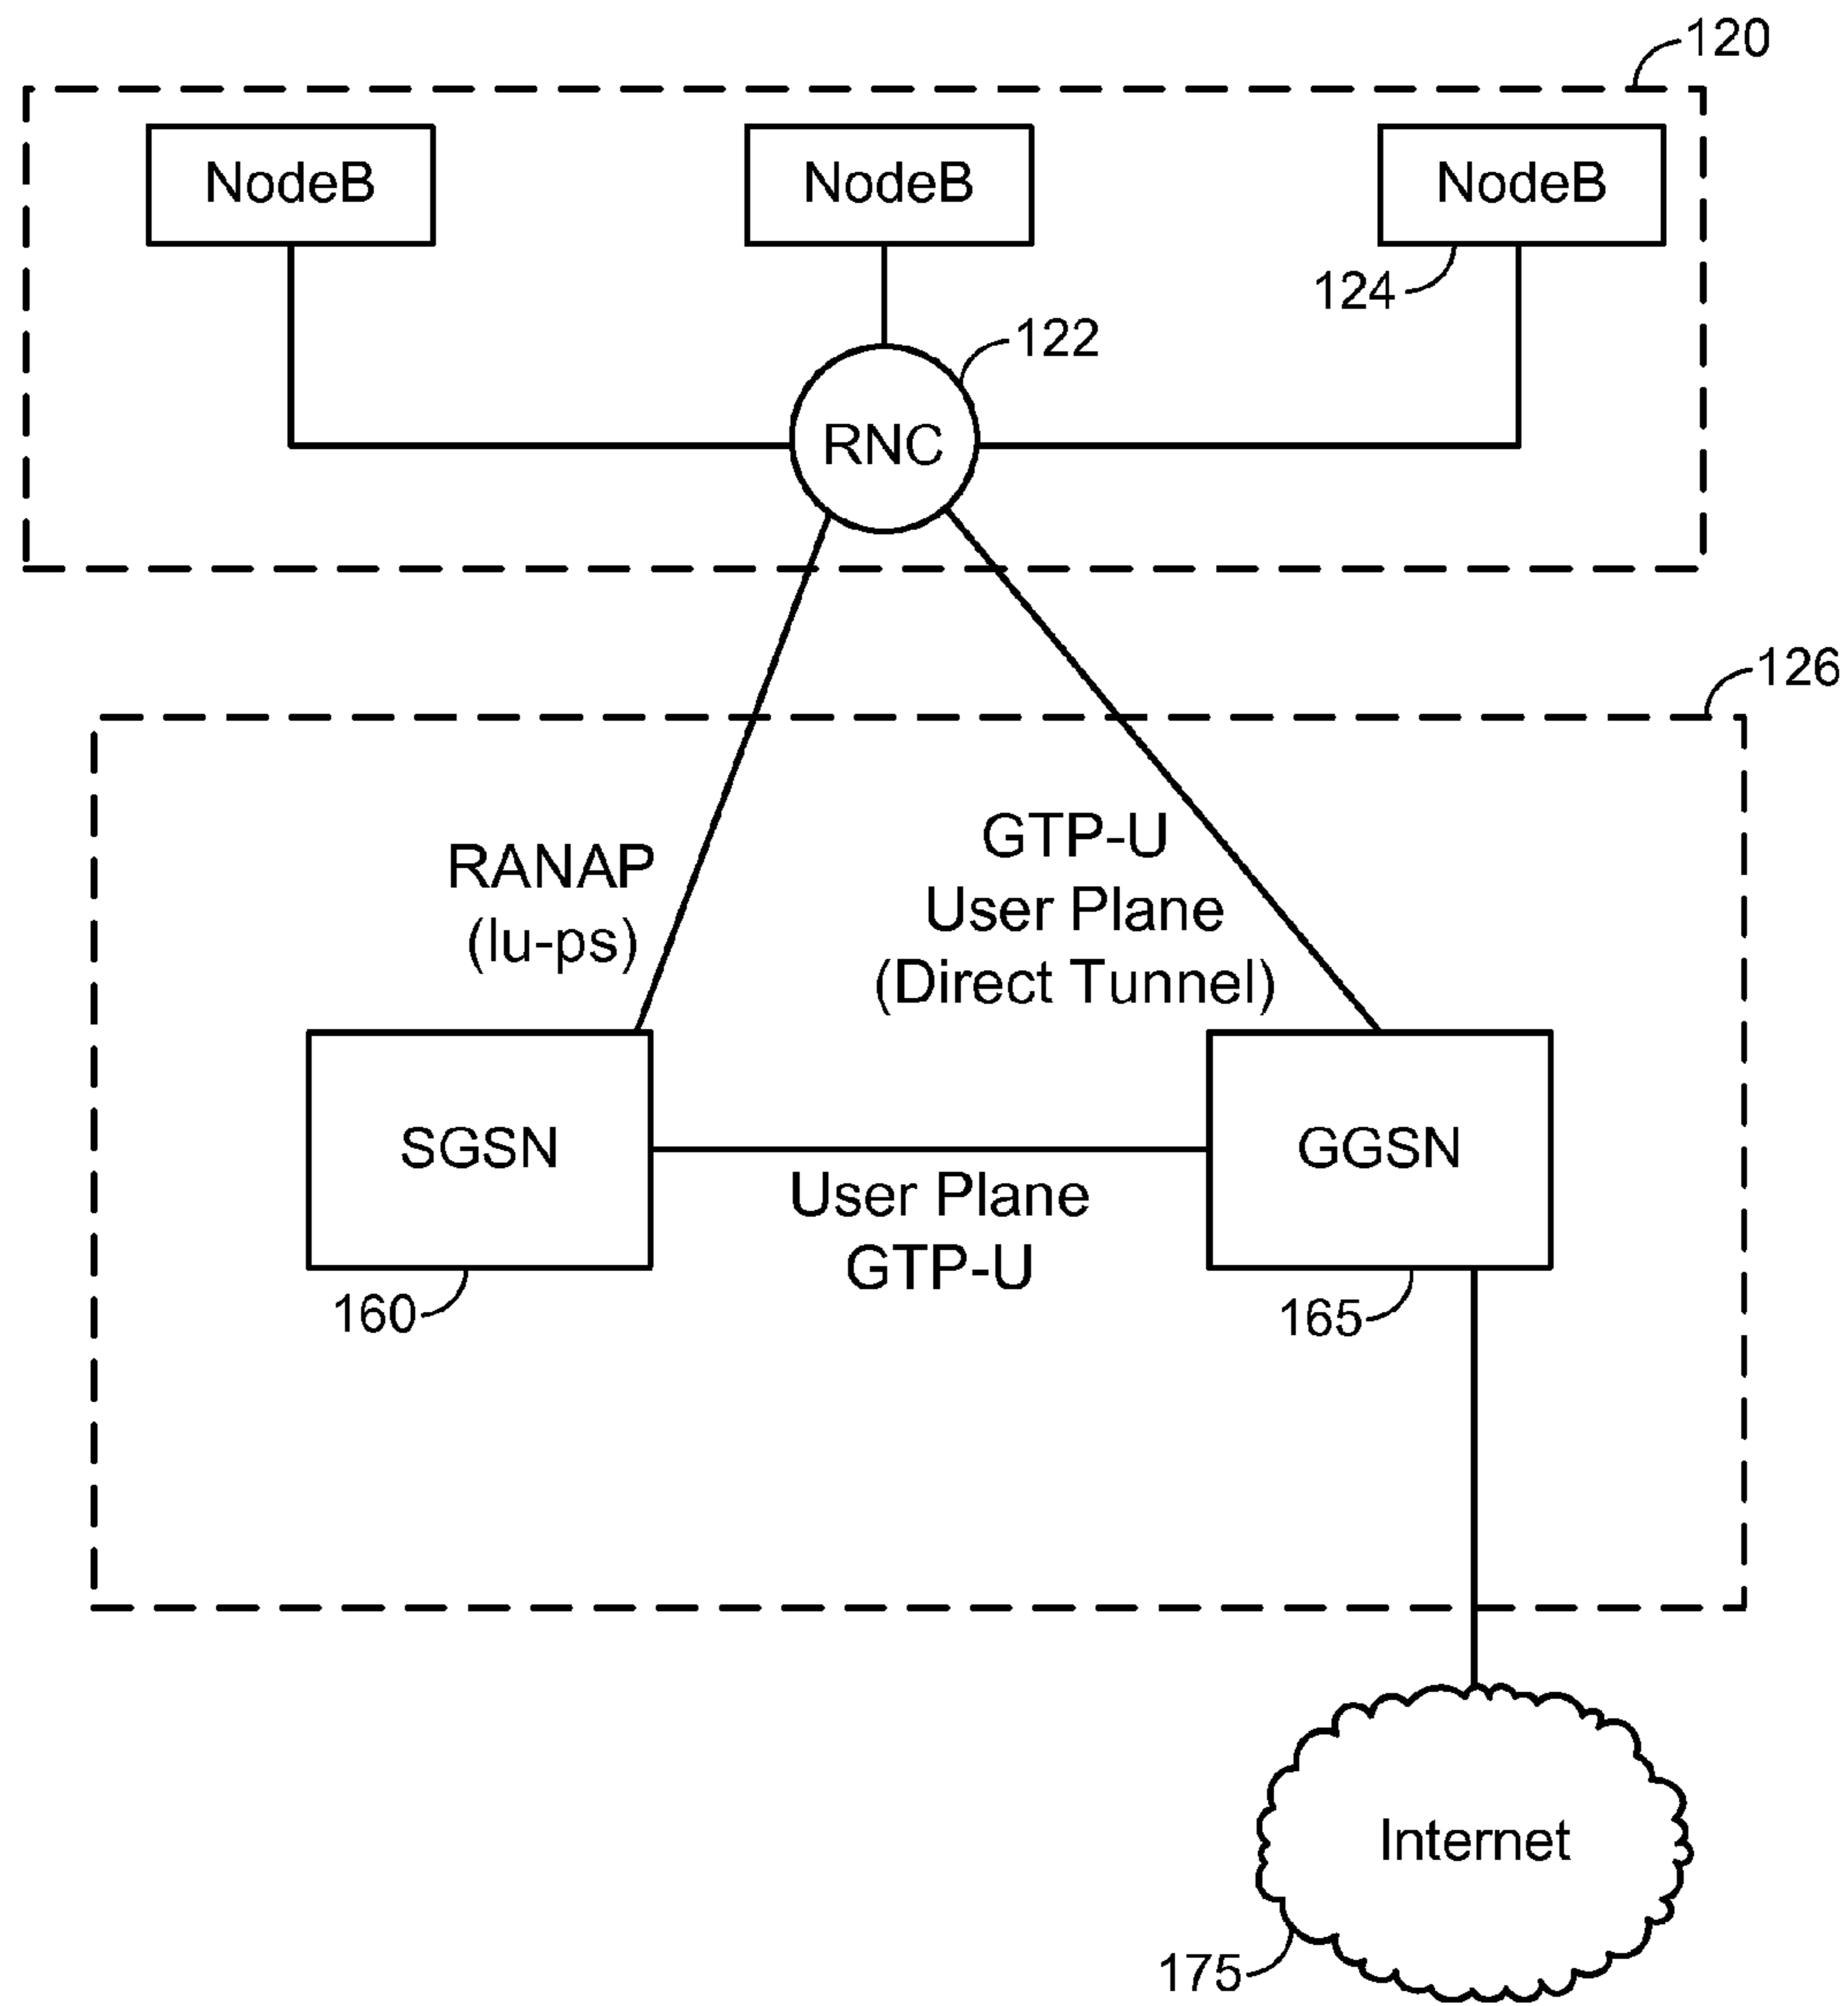 120
NodeB
NodeB
NodeB
124
122
RNC
126
GTP-U
User Plane
(Direct Tunnel)
RANAP
(lu-ps)
SGSN
GGSN
User Plane
GTP-U
160
165
Internet
175